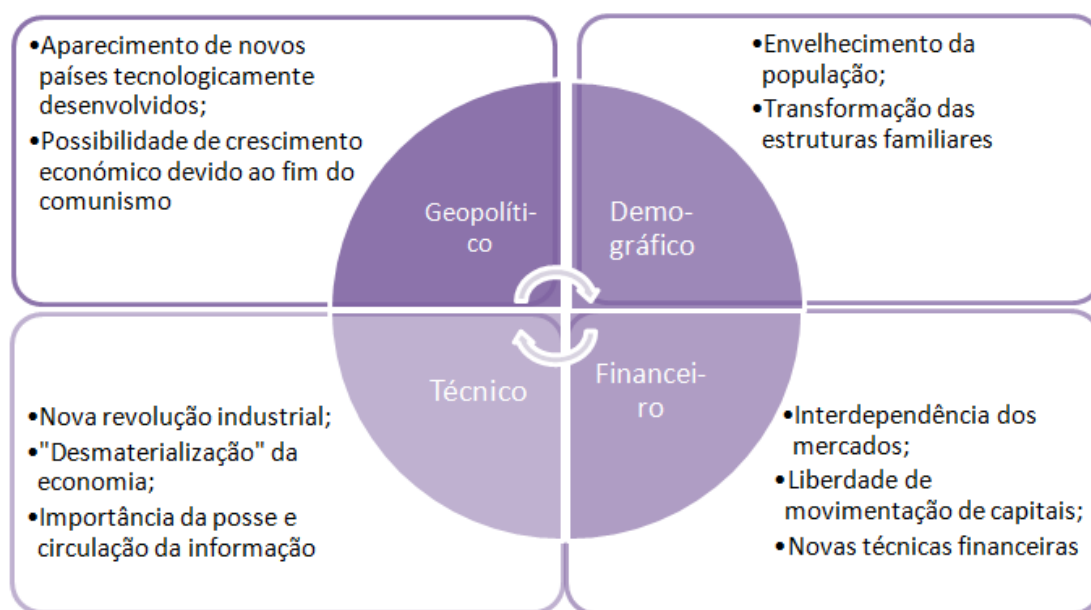 •Aparecimento de novos
países tecnologicamente
desenvolvidos;
•Possibilidade de crescimento
económico devido ao fim do
comunismo
•Envelhecimento da
população;
•Transformação das
estruturas familiares
Geopolíti-
co
Demo-
gráfico
Técnico
Financei-
ro
•Nova revolução industrial;
•"Desmaterialização" da
economia;
•Importância da posse e
circulação da informação
•Interdependência dos
mercados;
•Liberdade de
movimentação de capitais;
•Novas técnicas financeiras